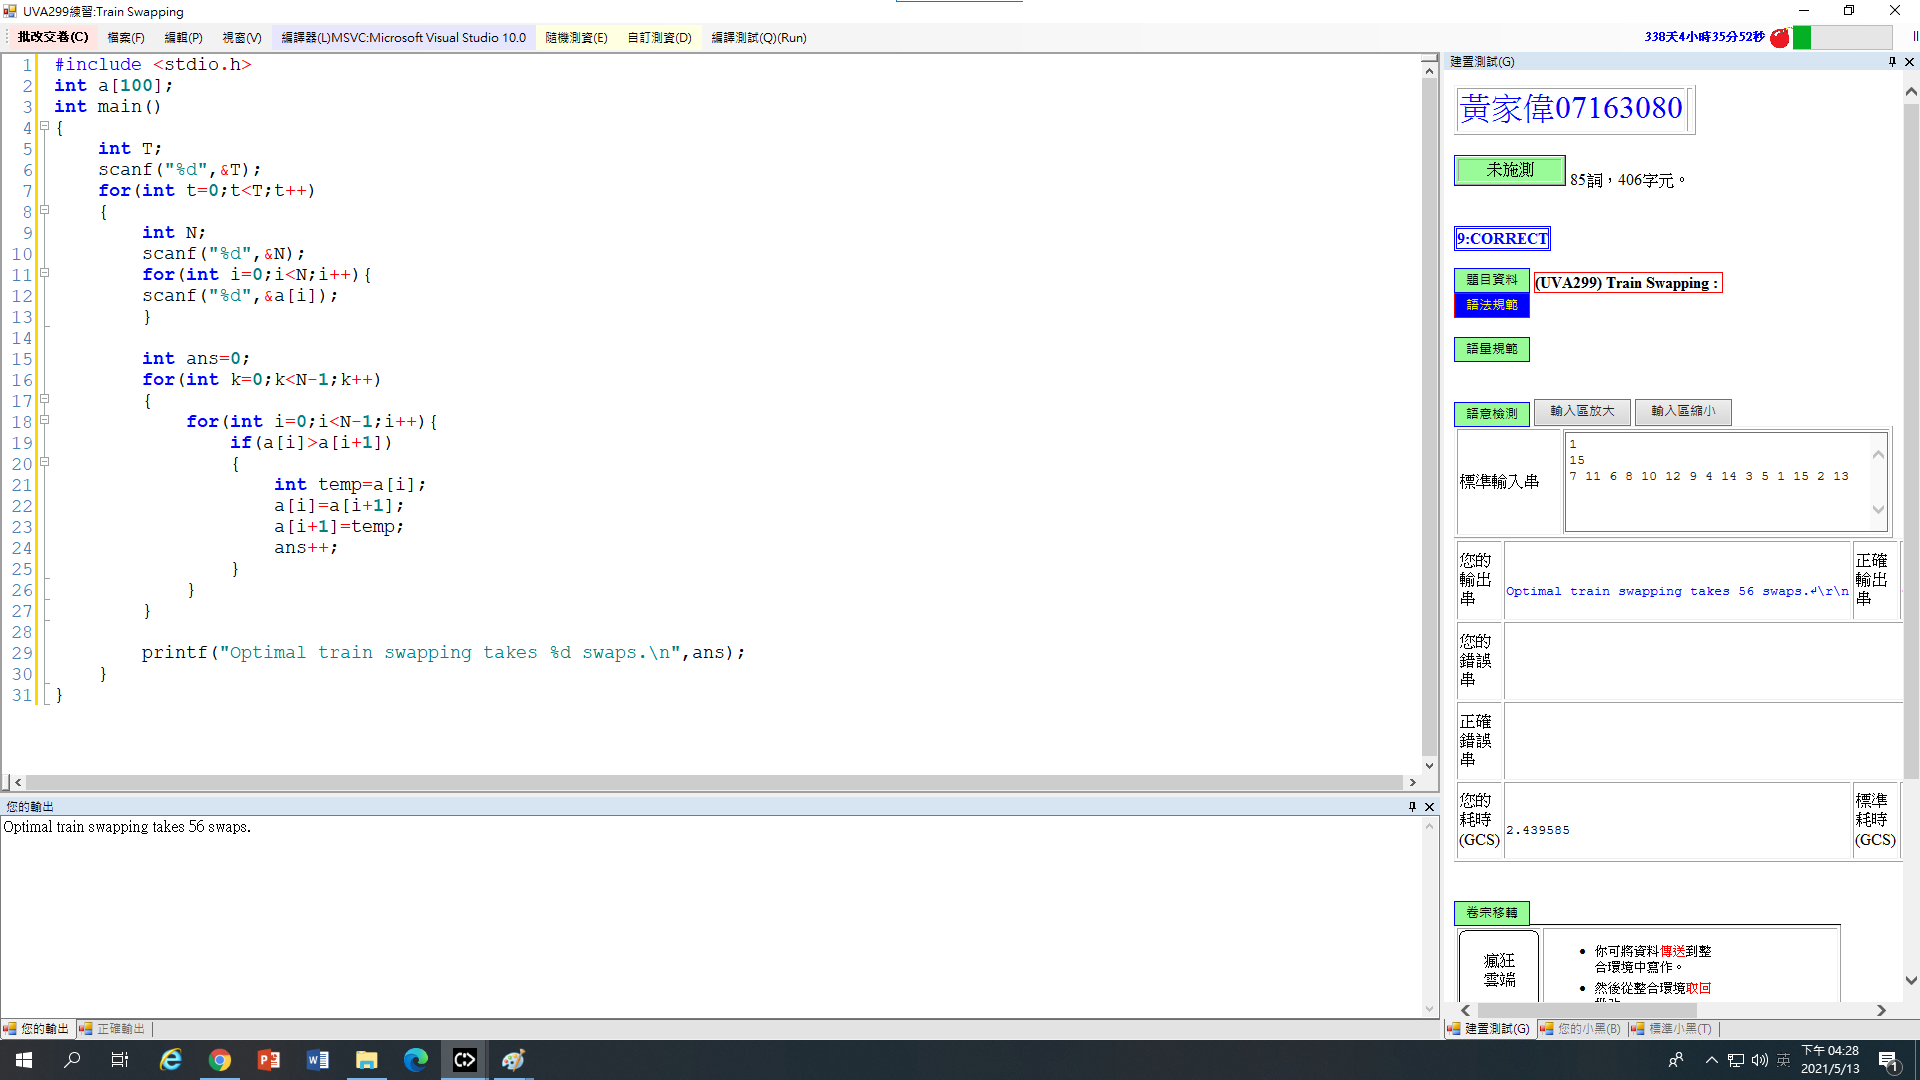 UVA299練習:Train Swapping
批改交卷(C) 檔案(F) 編輯(P) 視窗(V) 編譯器(L)MSVC:Microsoft Visual Studio 10.0 隨機測資(E) 自訂測資(D) 編譯測試(Q)(Run)
338天4小時35分52秒
1 #include <stdio.h>
2 int a[100];
3 int main()
4 {
5 int T;
6 scanf("%d",&T);
7 for(int t=0;t<T;t++)
8 {
9 int N;
10 scanf("%d",&N);
11 for(int i=0;i<N;i++){
12 scanf("%d",&a[i]);
13 }
14
15 int ans=0;
16 for(int k=0;k<N-1;k++)
17 {
18 for(int i=0;i<N-1;i++){
19 if(a[i]>a[i+1])
20 {
21 int temp=a[i];
22 a[i]=a[i+1];
23 a[i+1]=temp;
24 ans++;
25 }
26 }
27 }
28
29 printf("Optimal train swapping takes %d swaps.\n",ans);
30 }
31 }
您的輸出
Optimal train swapping takes 56 swaps.
您的輸出 正確輸出
建置測試(G)
黃家偉07163080
未施測 85詞，406字元。
9:CORRECT
題目資料 (UVA299) Train Swapping :
語法規範
語量規範
語意檢測 輸入區放大 輸入區縮小
標準輸入串
1
15
7 11 6 8 10 12 9 4 14 3 5 1 15 2 13
您的輸出串 Optimal train swapping takes 56 swaps.↲\r\n 正確輸出串
您的錯誤串
正確錯誤串
您的耗時(GCS) 2.439585 標準耗時(GCS)
卷宗移轉
瘋狂雲端
• 你可將資料傳送到整
合環境中寫作。
• 然後從整合環境取回
建置測試(G) 您的小黑(B) 標準小黑(T)
英
下午 04:28
2021/5/13
1